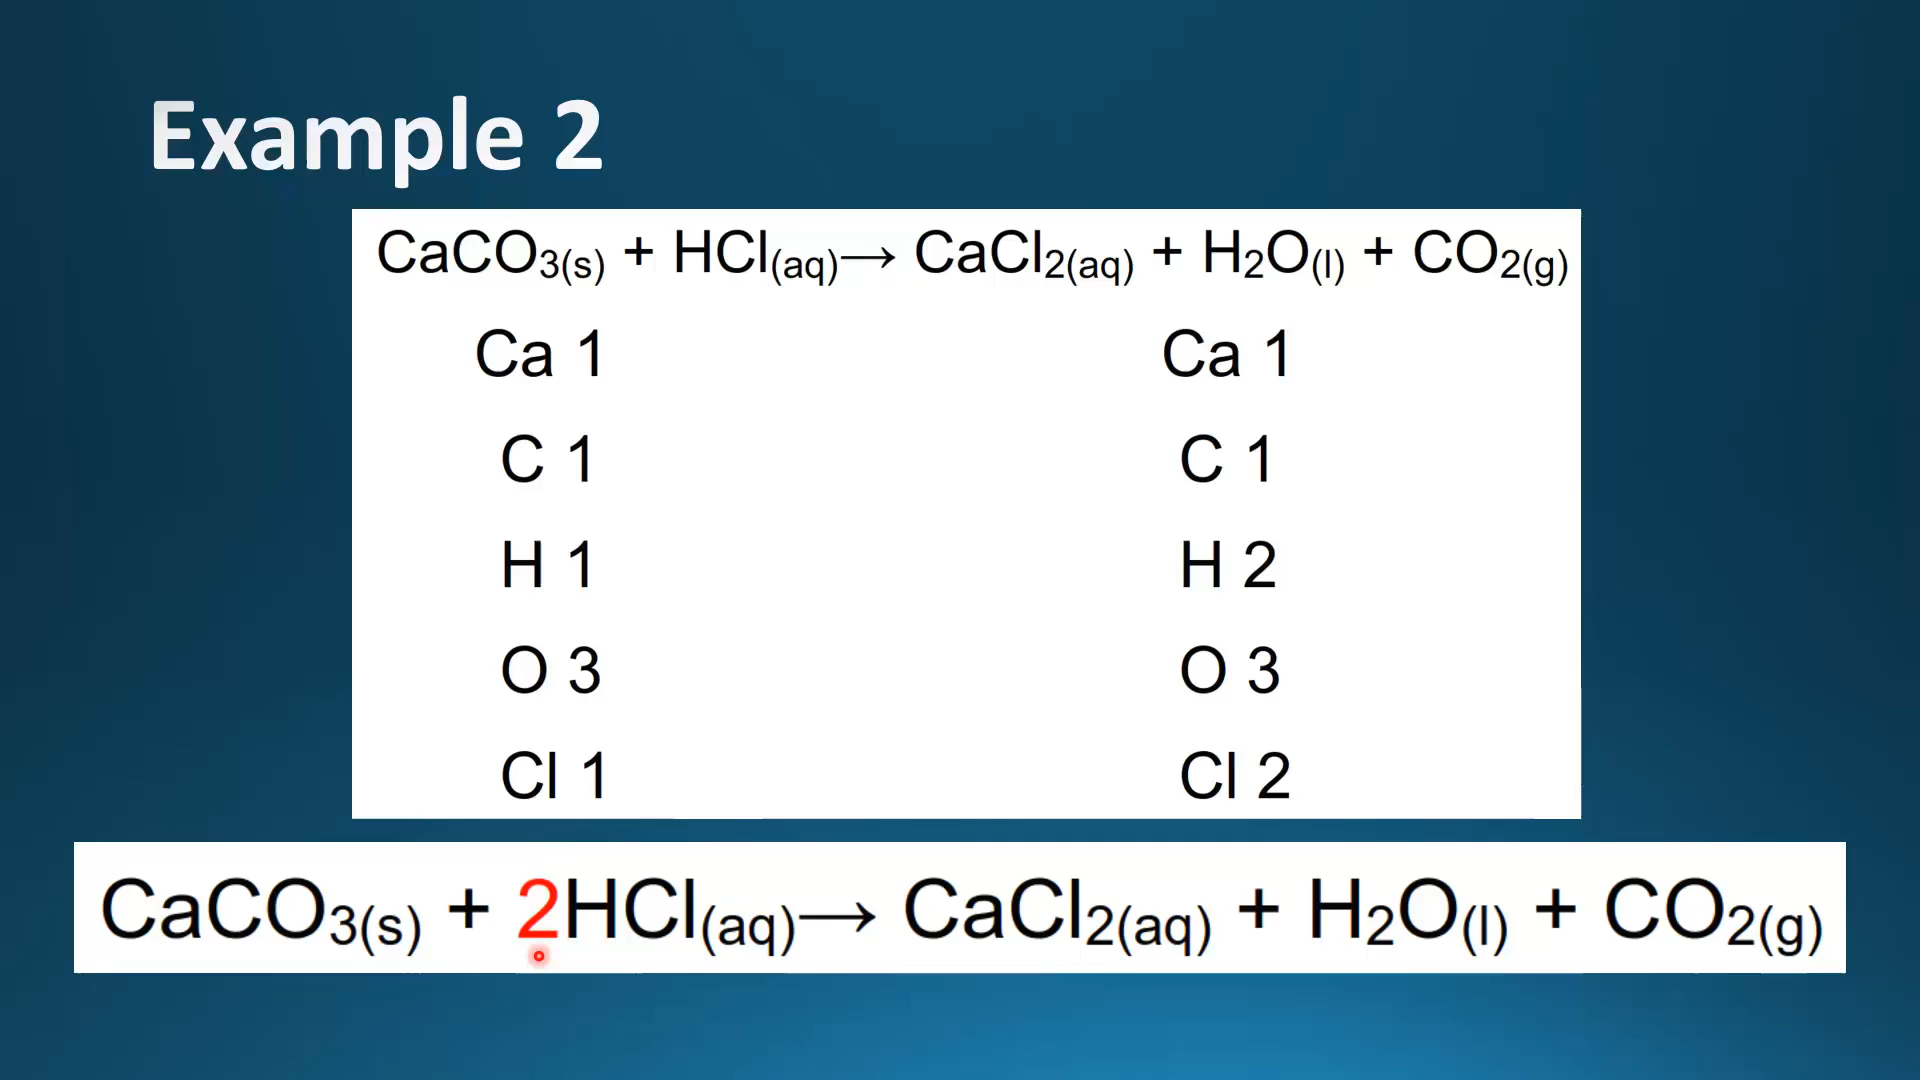 Example 2
CaCO₃₍ₛ₎ + HCl₍aq₎→ CaCl₂₍aq₎ + H₂O₍l₎ + CO₂₍g₎
Ca 1 Ca 1
C 1 C 1
H 1 H 2
O 3 O 3
Cl 1 Cl 2
CaCO₃₍ₛ₎ + 2HCl₍aq₎→ CaCl₂₍aq₎ + H₂O₍l₎ + CO₂₍g₎